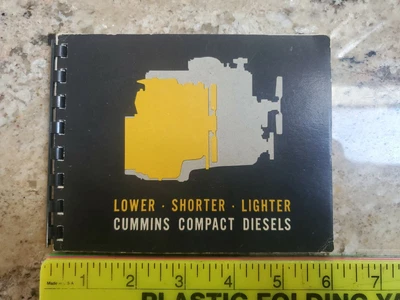 LOWER · SHORTER · LIGHTER
CUMMINS COMPACT DIESELS
1 2 3 4 5 6 7
PLASTIC FOLDING